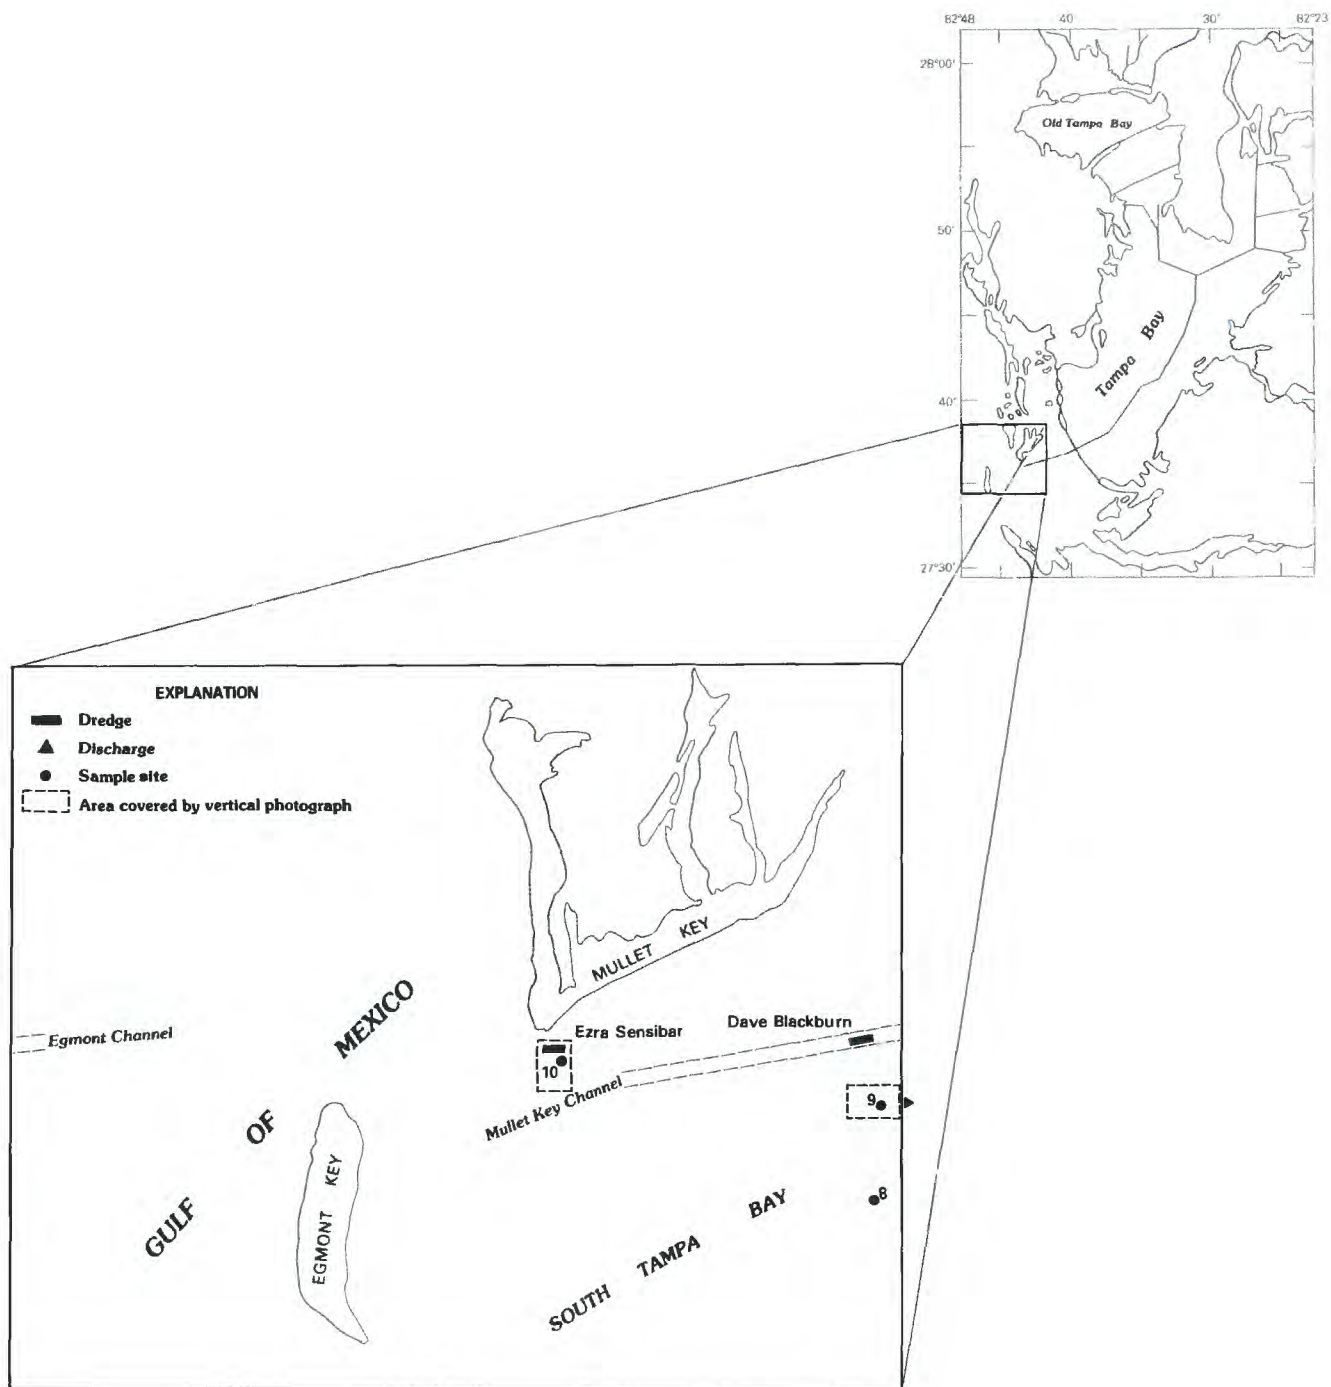 82°48 40 30' 82°23
28°00'
Old Tampa Bay
50'
Tampa Bay
40'
27°30'
EXPLANATION
Dredge
Discharge
Sample site
Area covered by vertical photograph
MULLET KEY
GULF OF MEXICO
Egmont Channel
Ezra Sensibar
Dave Blackburn
10
Mullet Key Channel
9
8
EGMONT KEY
SOUTH TAMPA BAY